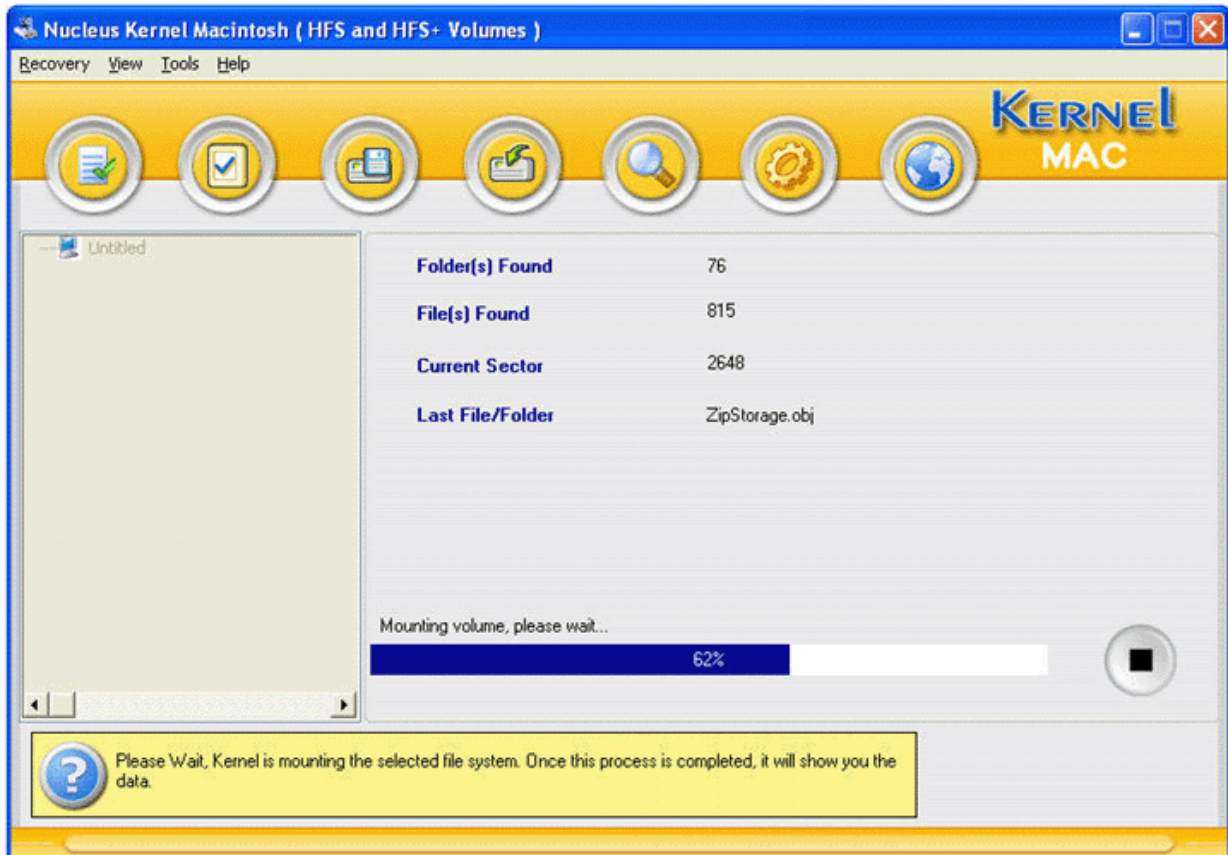 Nucleus Kernel Macintosh ( HFS and HFS+ Volumes )
Recovery View Tools Help
KERNEL
MAC
Untitled
Folder(s) Found 76
File(s) Found 815
Current Sector 2648
Last File/Folder ZipStorage.obj
Mounting volume, please wait...
62%
Please Wait, Kernel is mounting the selected file system. Once this process is completed, it will show you the
data.